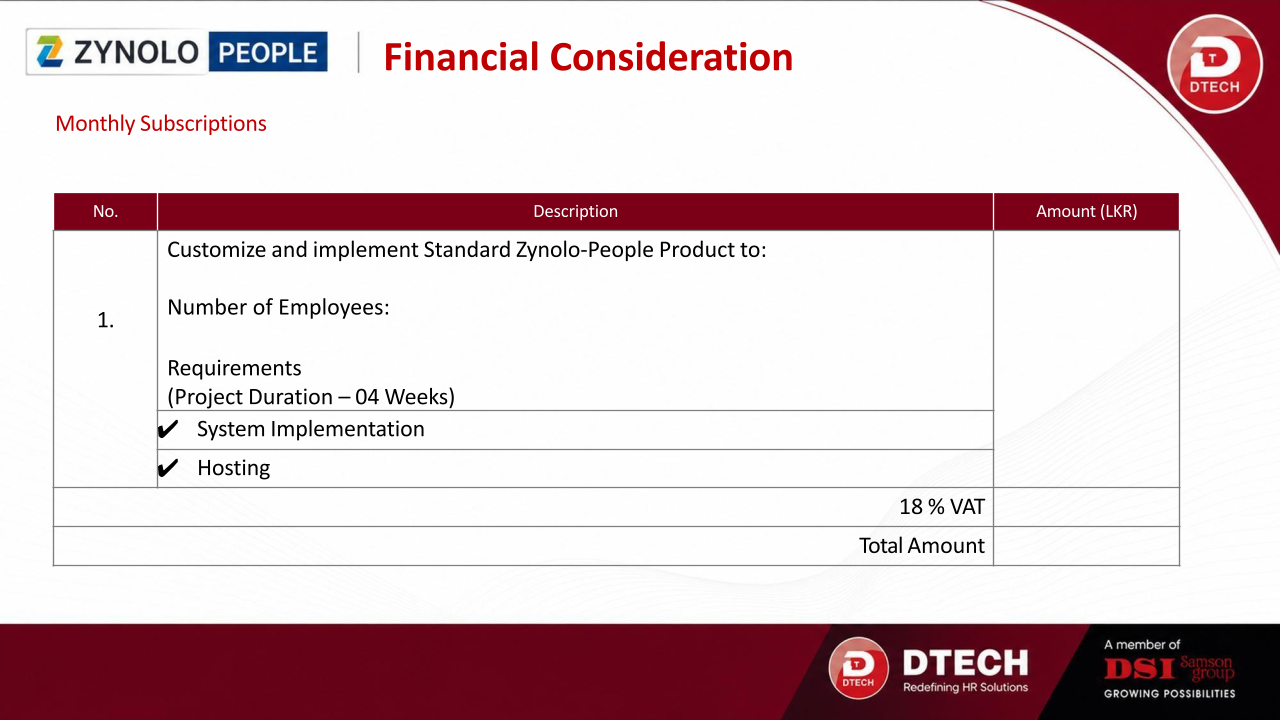 ZYNOLO PEOPLE
Financial Consideration
DTECH
Monthly Subscriptions
No. Description Amount (LKR)
Customize and implement Standard Zynolo-People Product to:
Number of Employees:
1.
Requirements
(Project Duration – 04 Weeks)
✔ System Implementation
✔ Hosting
18 % VAT
Total Amount
DTECH
DTECH
Redefining HR Solutions
A member of
DSI Samson group
GROWING POSSIBILITIES